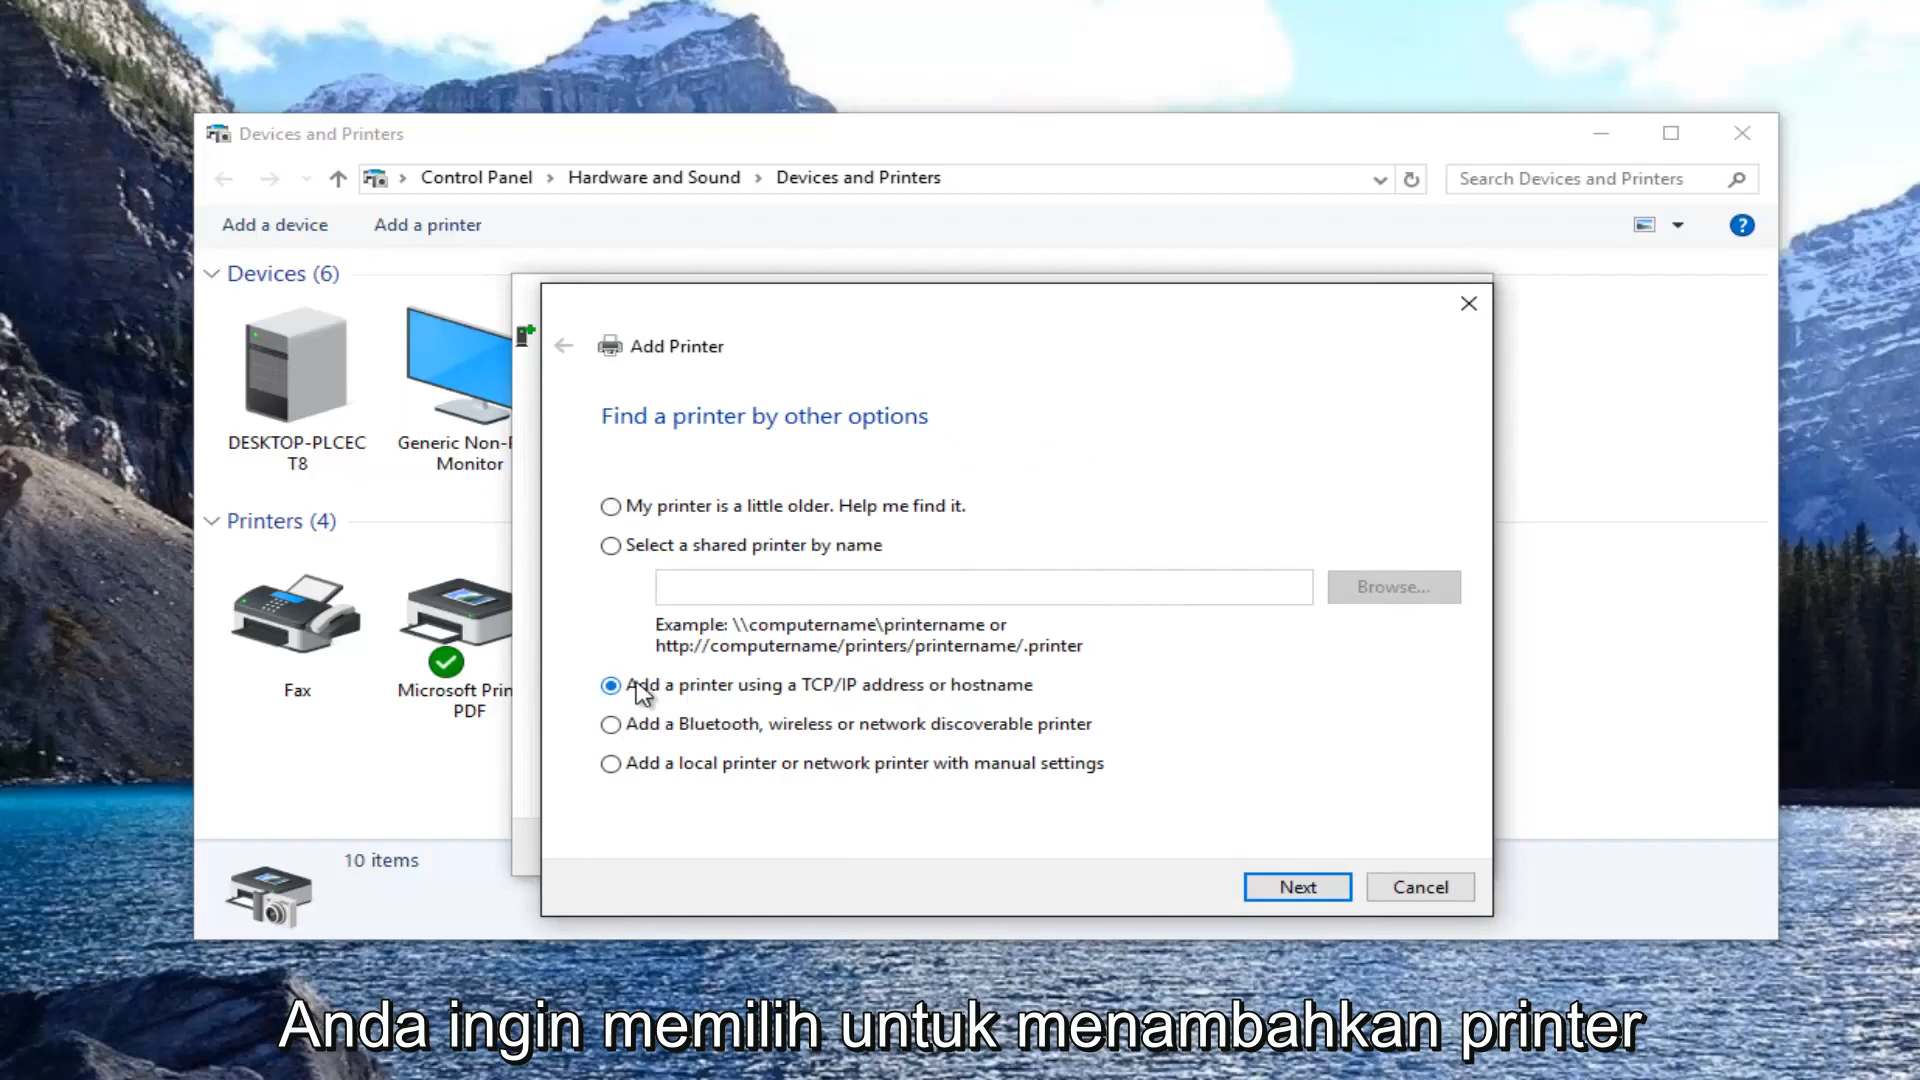 Devices and Printers
Control Panel > Hardware and Sound > Devices and Printers
Search Devices and Printers
Add a device
Add a printer
?
Devices (6)
DESKTOP-PLCEC
T8
Generic Non-
Monitor
Printers (4)
Fax
Microsoft Prin
PDF
10 items
Add Printer
Find a printer by other options
My printer is a little older. Help me find it.
Select a shared printer by name
Browse...
Example: \\computername\printername or
http://computername/printers/printername/.printer
Add a printer using a TCP/IP address or hostname
Add a Bluetooth, wireless or network discoverable printer
Add a local printer or network printer with manual settings
Next
Cancel
Anda ingin memilih untuk menambahkan printer